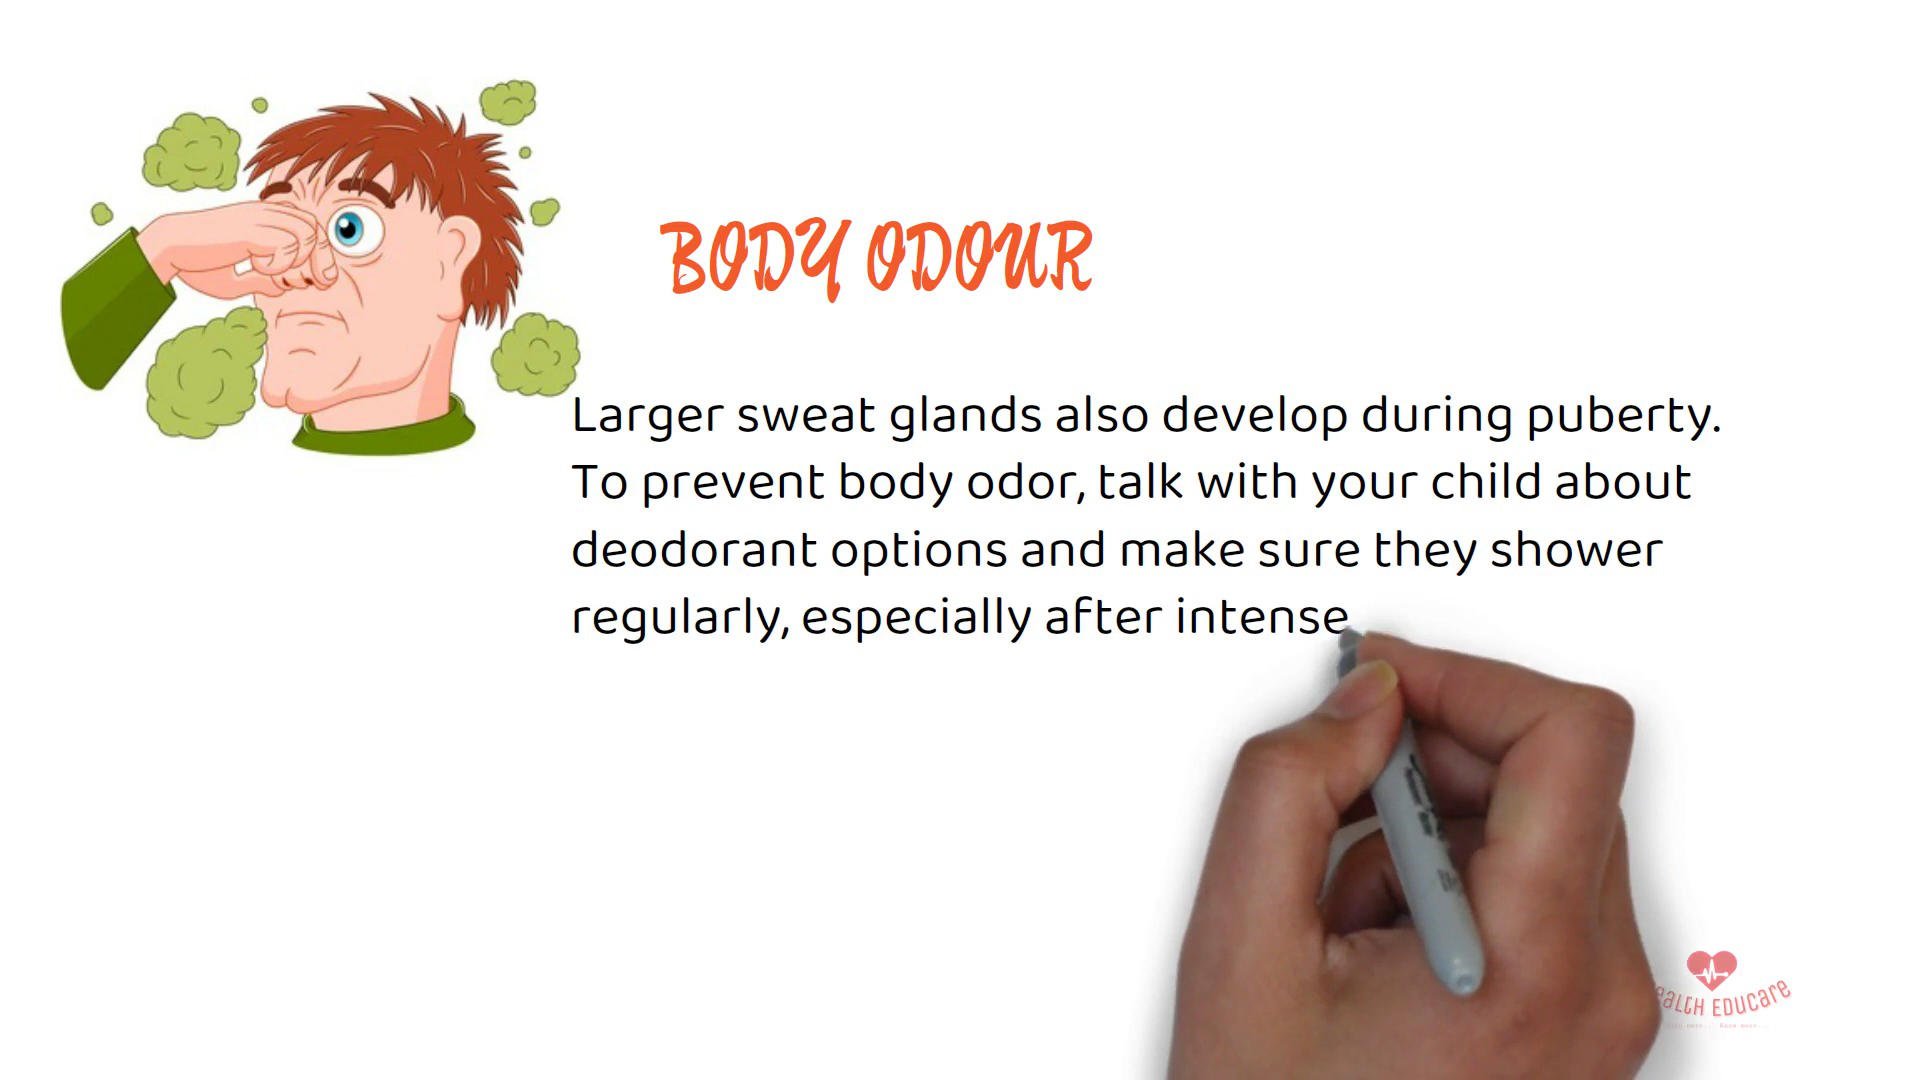 BODY ODOUR
Larger sweat glands also develop during puberty.
To prevent body odor, talk with your child about
deodorant options and make sure they shower
regularly, especially after intense
EDUCare